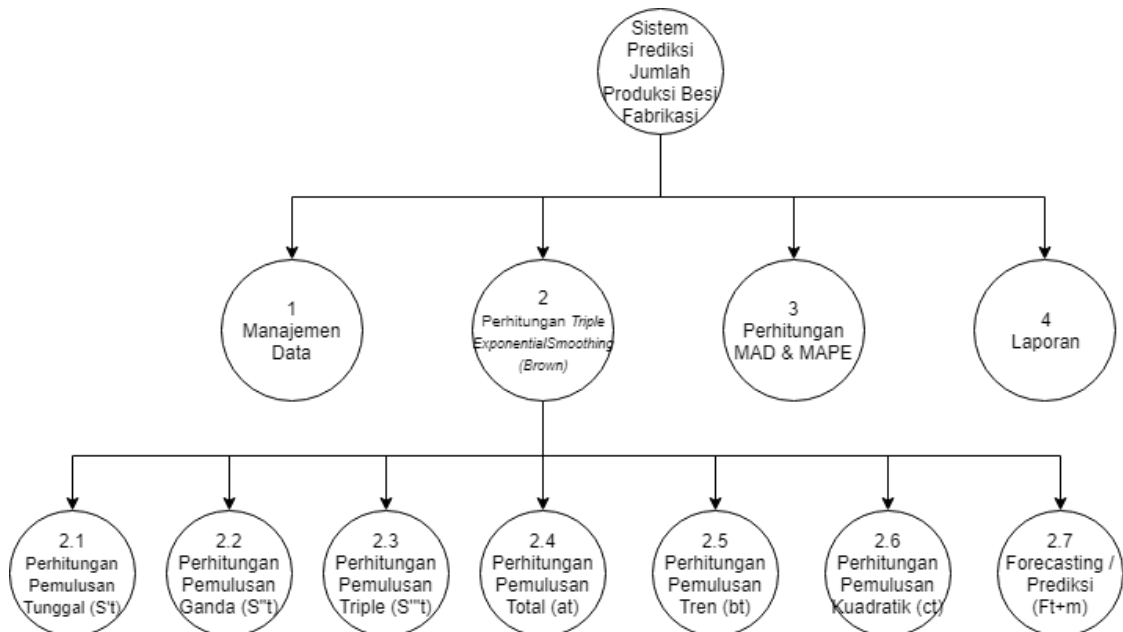 Sistem
Prediksi
Jumlah
Produksi Besi
Fabrikasi
1
Manajemen
Data
2
Perhitungan Triple
ExponentialSmoothing
(Brown)
3
Perhitungan
MAD & MAPE
4
Laporan
2.1
Perhitungan
Pemulusan
Tunggal (S't)
2.2
Perhitungan
Pemulusan
Ganda (S"t)
2.3
Perhitungan
Pemulusan
Triple (S"'t)
2.4
Perhitungan
Pemulusan
Total (at)
2.5
Perhitungan
Pemulusan
Tren (bt)
2.6
Perhitungan
Pemulusan
Kuadratik (ct)
2.7
Forecasting /
Prediksi
(Ft+m)